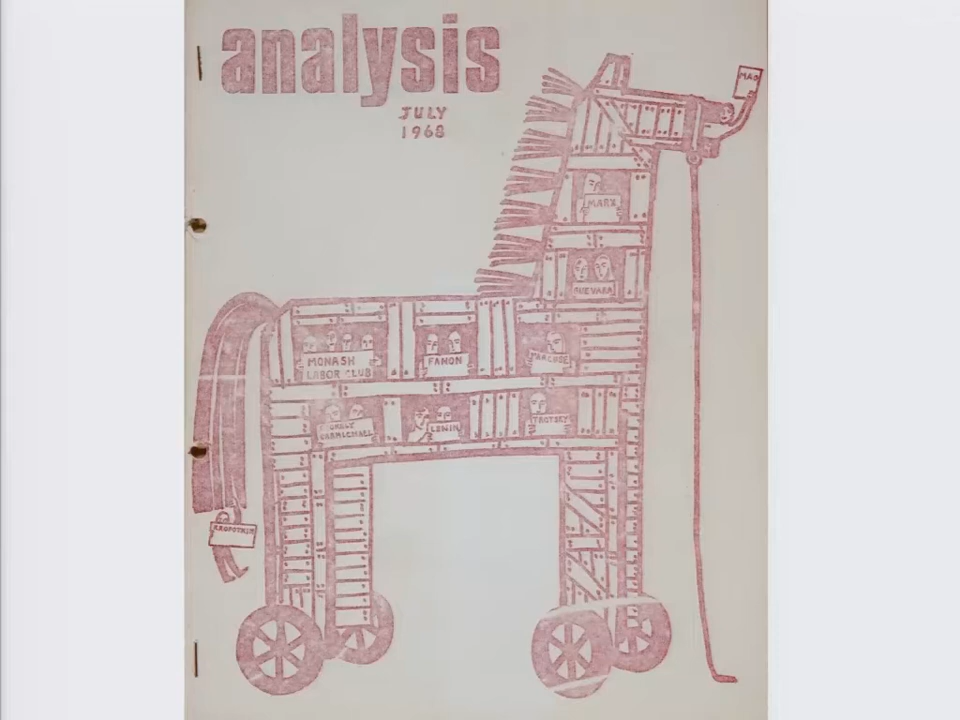 analysis
JULY
1968
MAO
MARX
GUEVARA
MONASH
LABOR CLUB
FANON
MARCUSE
CARMICHAEL
LENIN
TROTSKY
KROPOTKIN